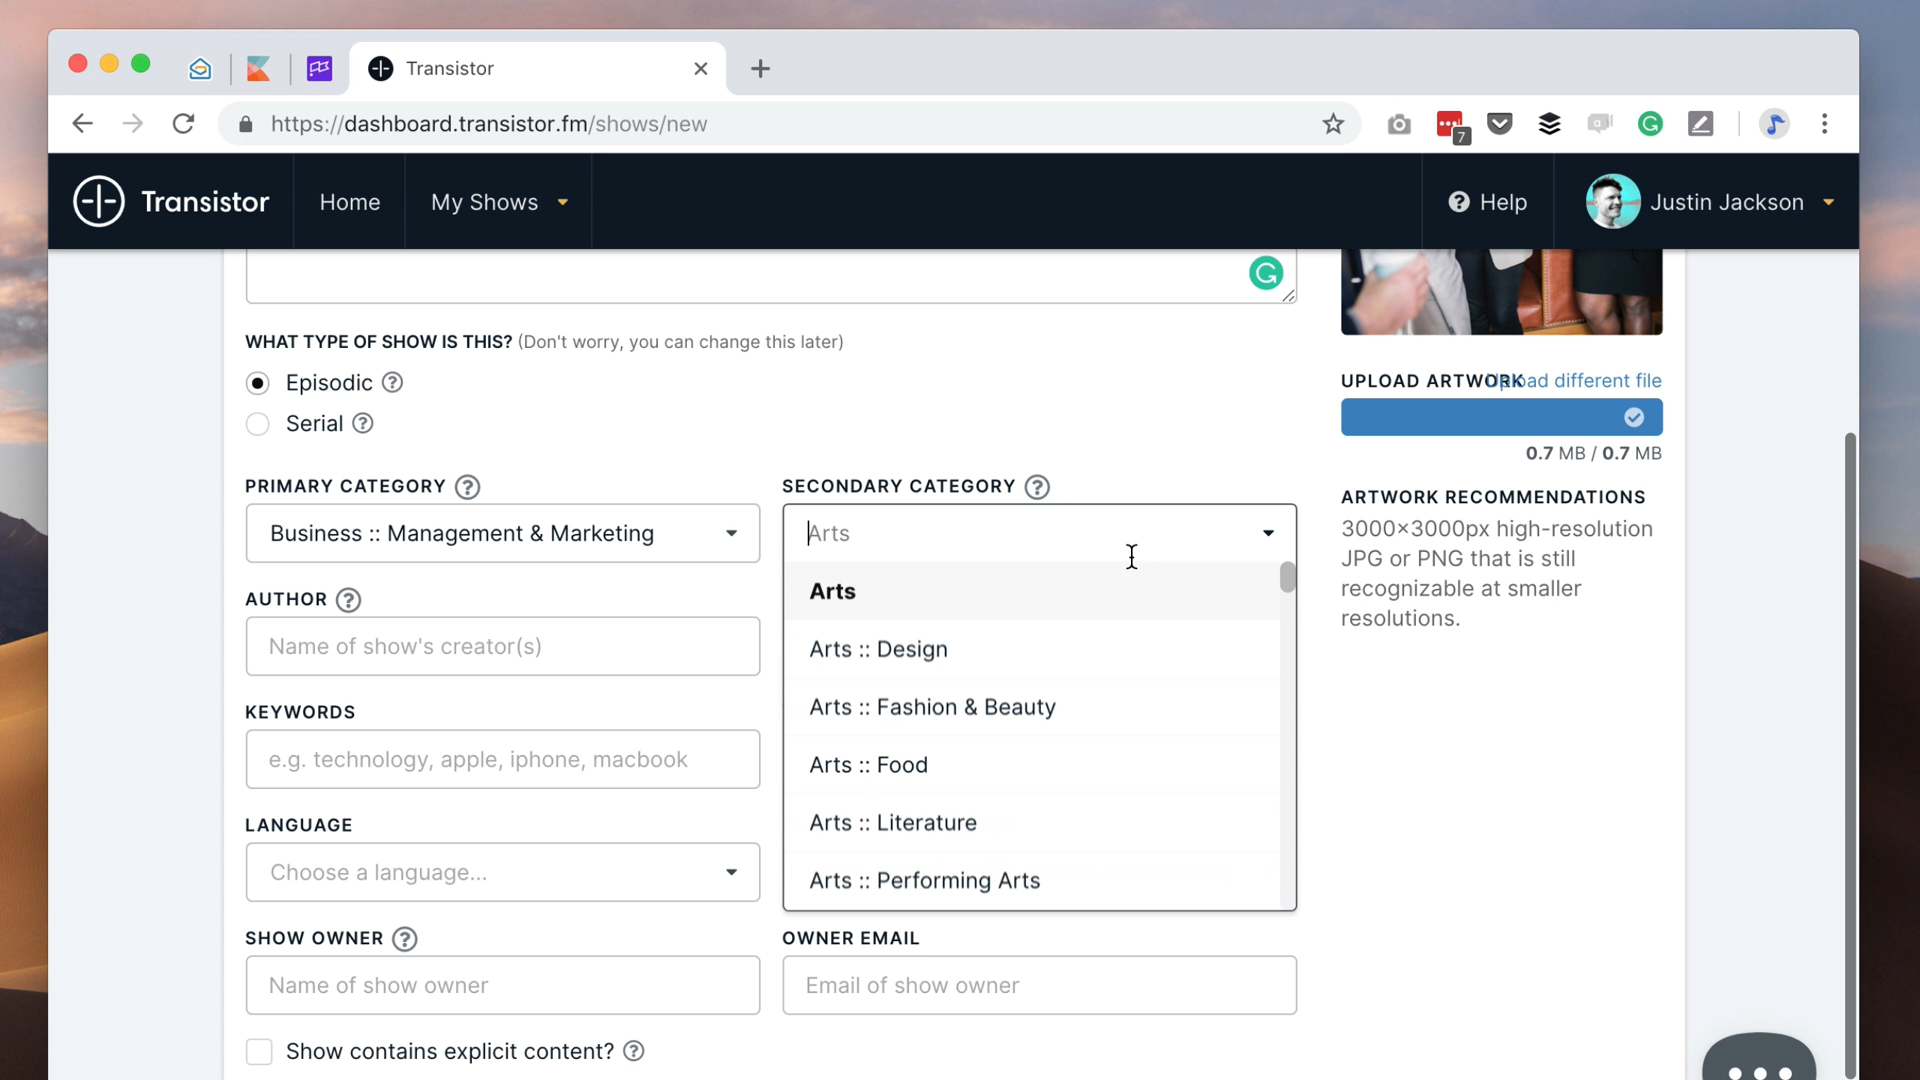 Transistor
https://dashboard.transistor.fm/shows/new
7
Transistor
Home
My Shows
? Help
Justin Jackson
WHAT TYPE OF SHOW IS THIS? (Don't worry, you can change this later)
Episodic ?
Serial ?
PRIMARY CATEGORY ?
Business :: Management & Marketing
SECONDARY CATEGORY ?
Arts
Arts
Arts :: Design
Arts :: Fashion & Beauty
Arts :: Food
Arts :: Literature
Arts :: Performing Arts
AUTHOR ?
Name of show's creator(s)
KEYWORDS
e.g. technology, apple, iphone, macbook
LANGUAGE
Choose a language...
SHOW OWNER ?
Name of show owner
OWNER EMAIL
Email of show owner
Show contains explicit content? ?
UPLOAD ARTWORK Upload different file
0.7 MB / 0.7 MB
ARTWORK RECOMMENDATIONS
3000×3000px high-resolution
JPG or PNG that is still
recognizable at smaller
resolutions.